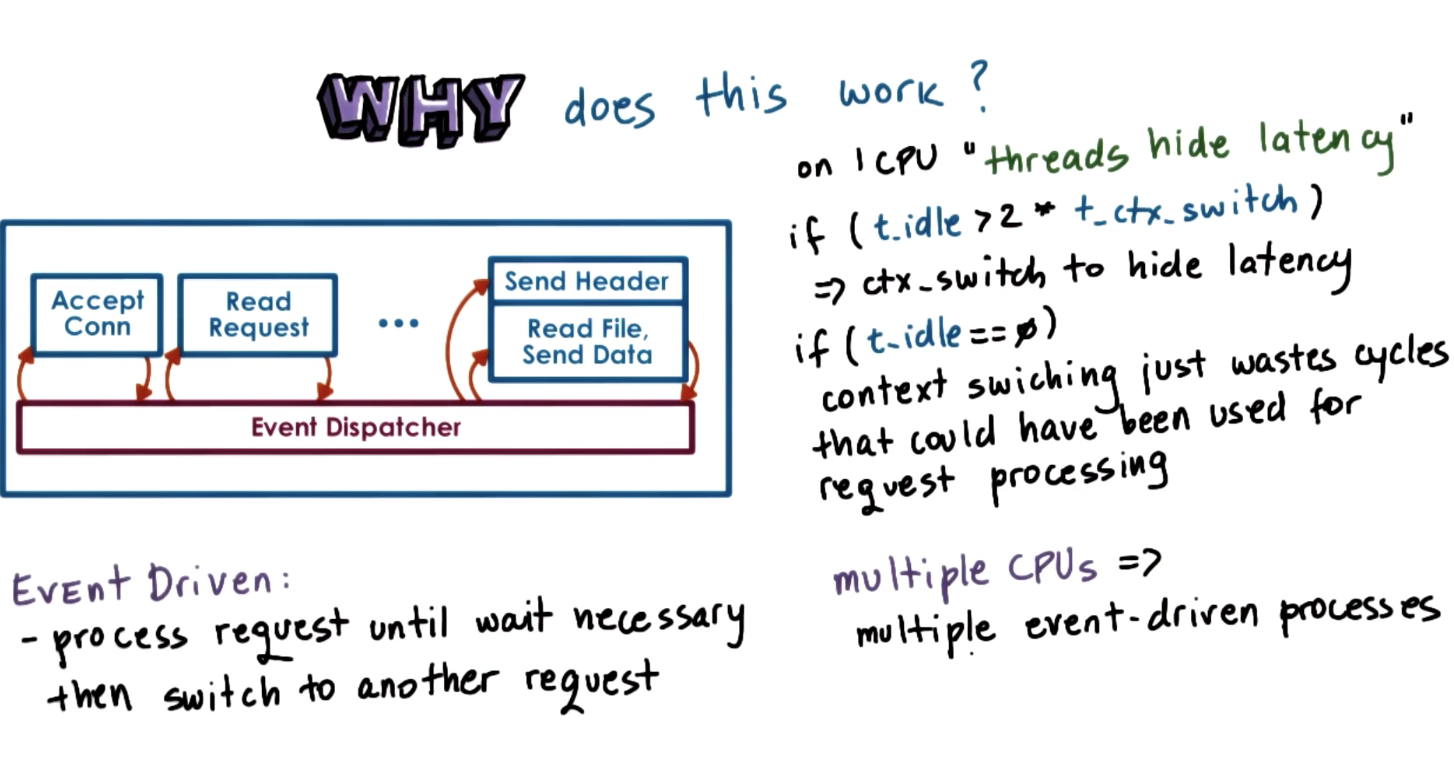 WHY does this work ?
on 1 CPU "threads hide latency"
if (t_idle > 2 * t_ctx_switch)
=> ctx_switch to hide latency
if (t_idle == ø)
context swiching just wastes cycles
that could have been used for
request processing
Accept
Conn
Read
Request
...
Send Header
Read File,
Send Data
Event Dispatcher
Event Driven:
- process request until wait necessary
then switch to another request
multiple CPUs =>
multiple event-driven processes